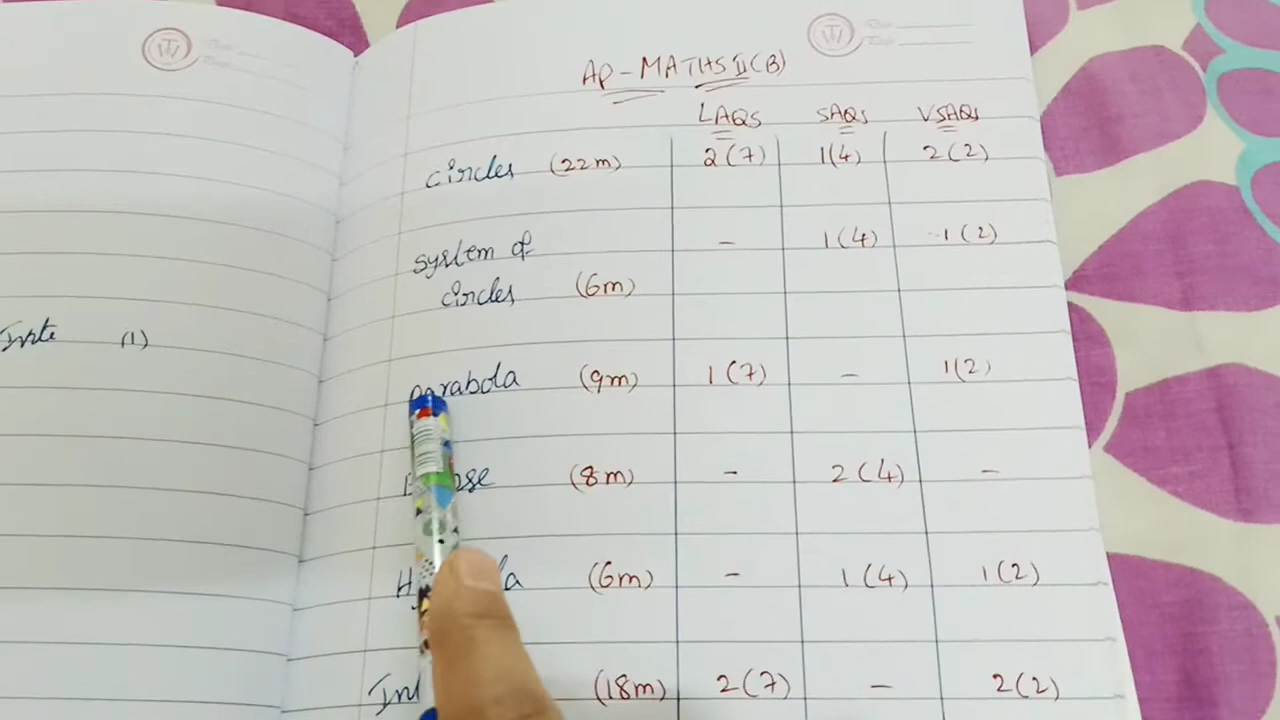 AP - MATHS II (B)
LAQS SAQS VSAQS
circles (22m) 2(7) 1(4) 2(2)
system of
circles (6m) - 1(4) 1(2)
parabola (9m) 1(7) - 1(2)
(8m) - 2(4) -
(6m) - 1(4) 1(2)
(18m) 2(7) - 2(2)
(1)